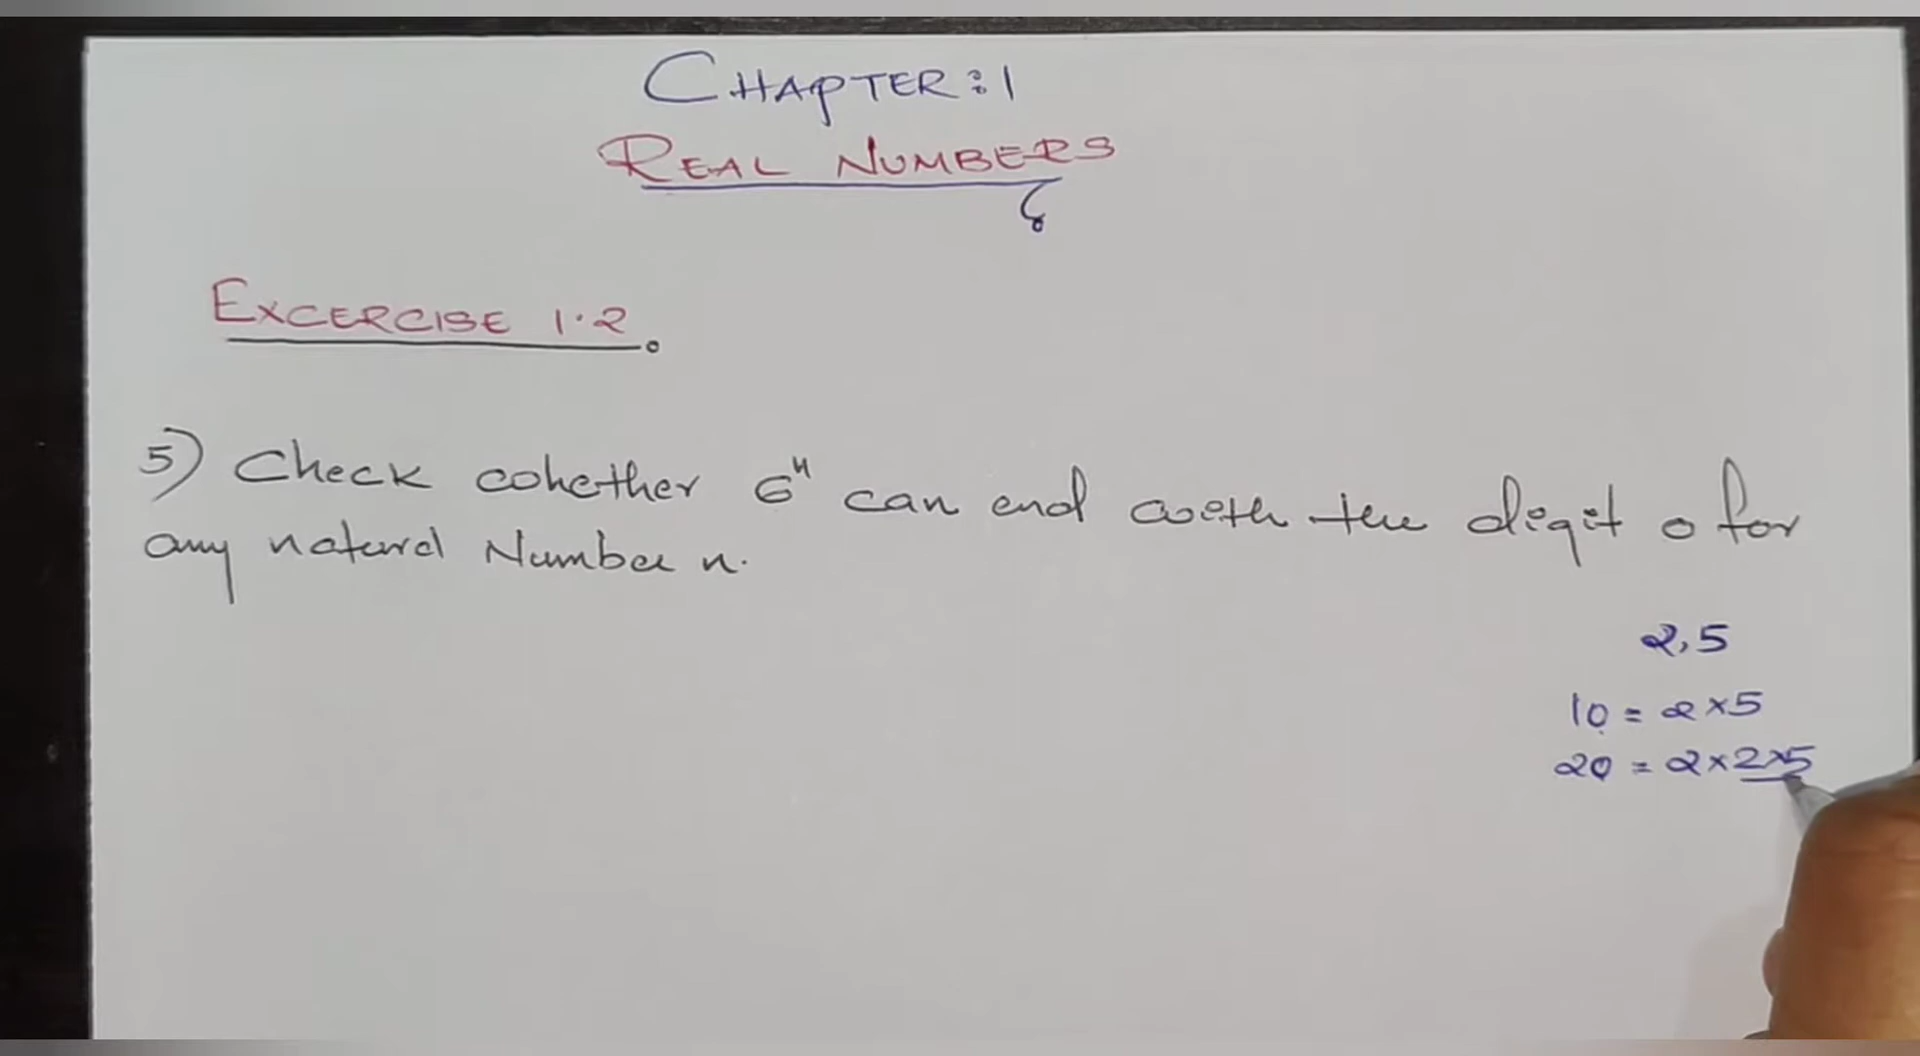 CHAPTER:1
REAL NUMBERS
EXCERCISE 1.2
5) Check whether 6ⁿ can end with the digit 0 for
any natural Number n.
2,5
10 = 2×5
20 = 2×2×5